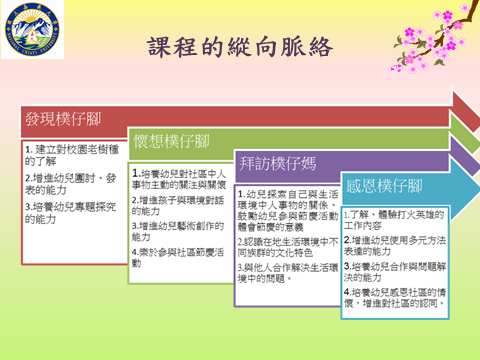 課程的縱向脈絡
發現樸仔腳
1. 建立對校園老樹種
的了解
2.增進幼兒團討、發
表的能力
3.培養幼兒專題探究
的能力
懷想樸仔腳
1.培養幼兒對社區中人
事物主動的關注與關懷
2.增進孩子與環境對話
的能力
3.增進幼兒藝術創作的
能力
4.樂於參與社區節慶活
動
拜訪樸仔媽
1.幼兒探索自己與生活
環境中人事物的關係、
鼓勵幼兒參與節慶活動
體會節慶的意義
2.認識在地生活環境中不
同族群的文化特色
3.與他人合作解決生活環
境中的問題。
感恩樸仔腳
1.了解、體驗打火英雄的
工作內容
2.增進幼兒使用多元方法
表達的能力
3.培養幼兒合作與問題解
決的能力
4.培養幼兒感恩社區的情
懷，增進對社區的認同。